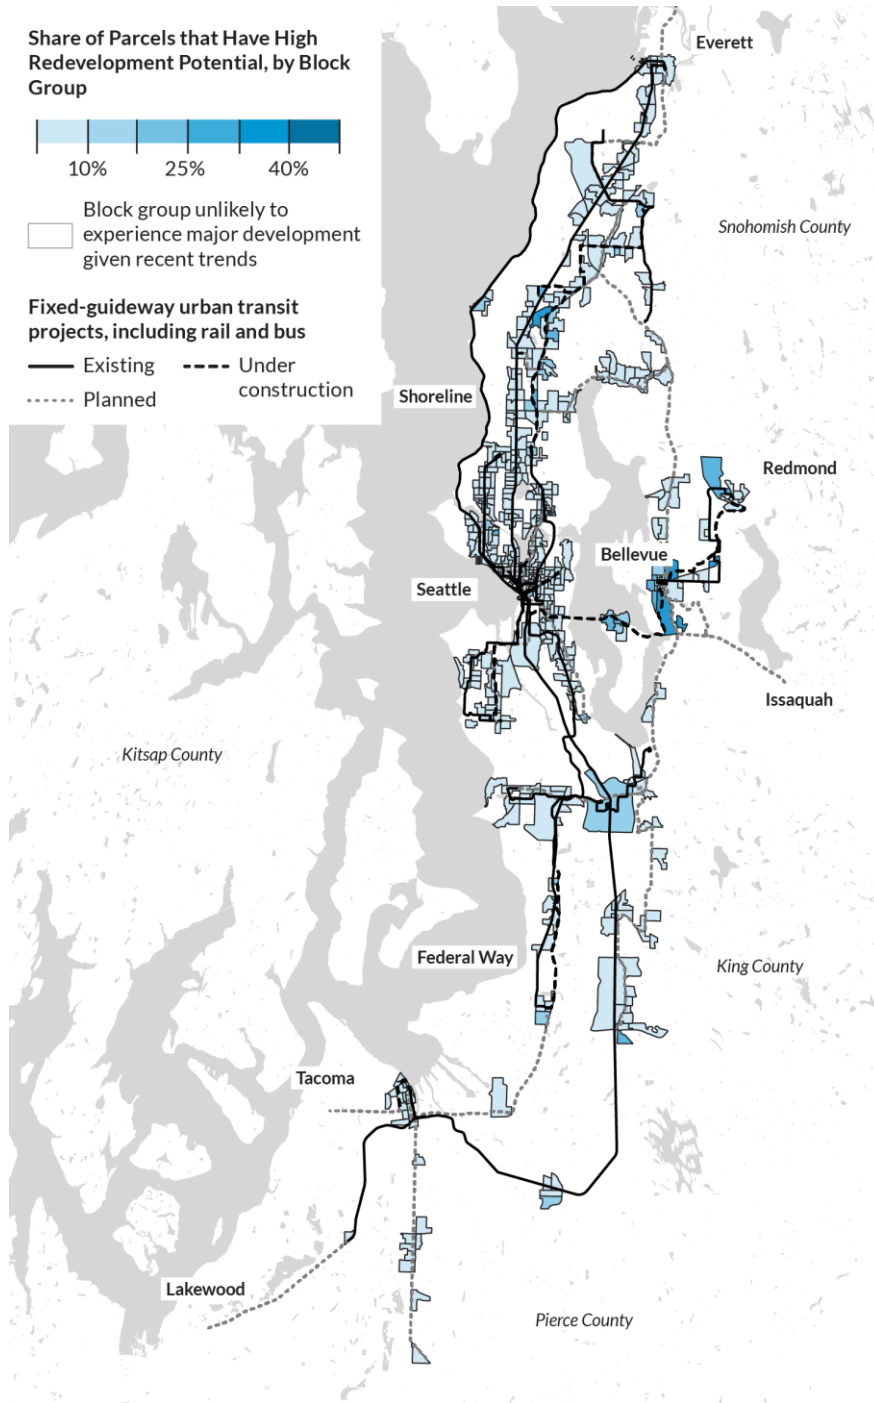 Share of Parcels that Have High
Redevelopment Potential, by Block
Group
10%
25%
40%
Block group unlikely to
experience major development
given recent trends
Fixed-guideway urban transit
projects, including rail and bus
Existing
Under
construction
Planned
Everett
Snohomish County
Shoreline
Redmond
Bellevue
Seattle
Issaquah
Kitsap County
Federal Way
King County
Tacoma
Lakewood
Pierce County